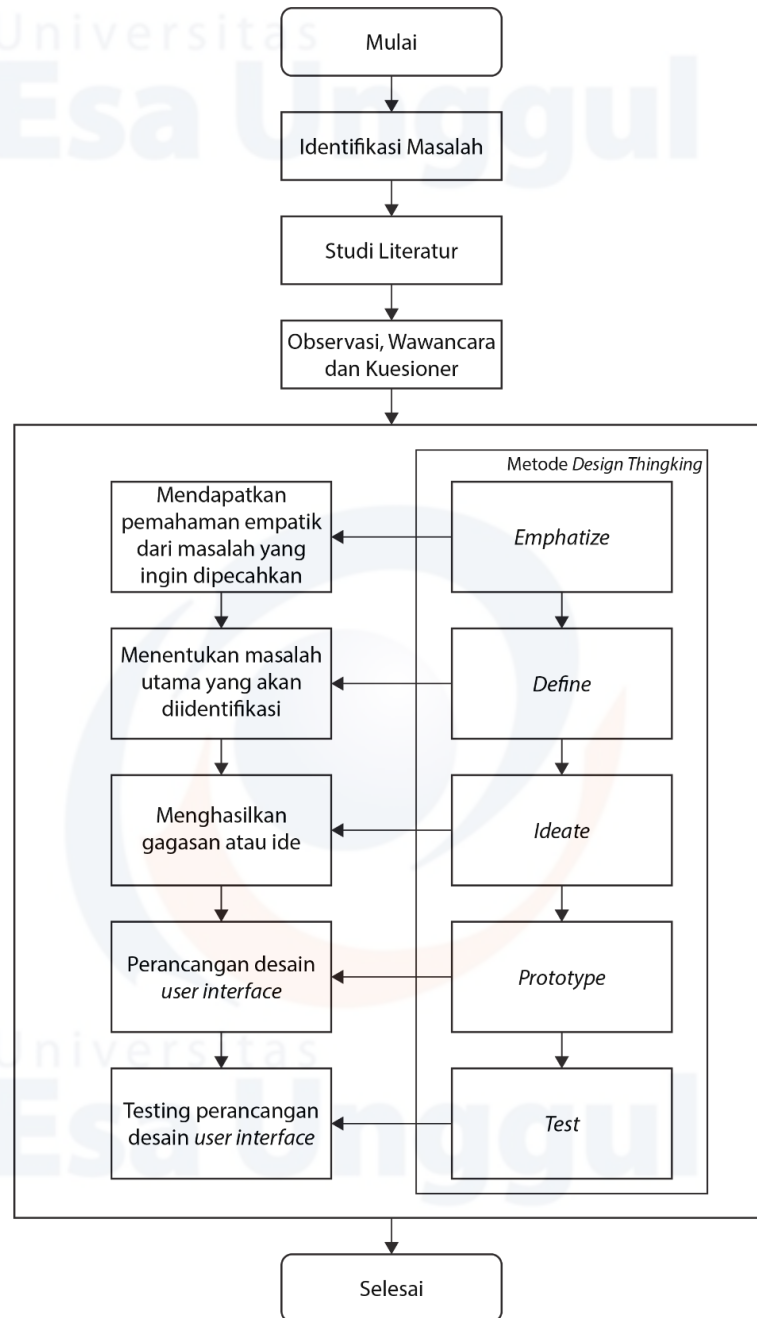 Universitas
Esa Unggul
Mulai
Identifikasi Masalah
Studi Literatur
Observasi, Wawancara
dan Kuesioner
Metode Design Thingking
Mendapatkan
pemahaman empatik
dari masalah yang
ingin dipecahkan
Emphatize
Menentukan masalah
utama yang akan
diidentifikasi
Define
Menghasilkan
gagasan atau ide
Ideate
Perancangan desain
user interface
Prototype
Universitas
Esa Unggul
Testing perancangan
desain user interface
Test
Selesai